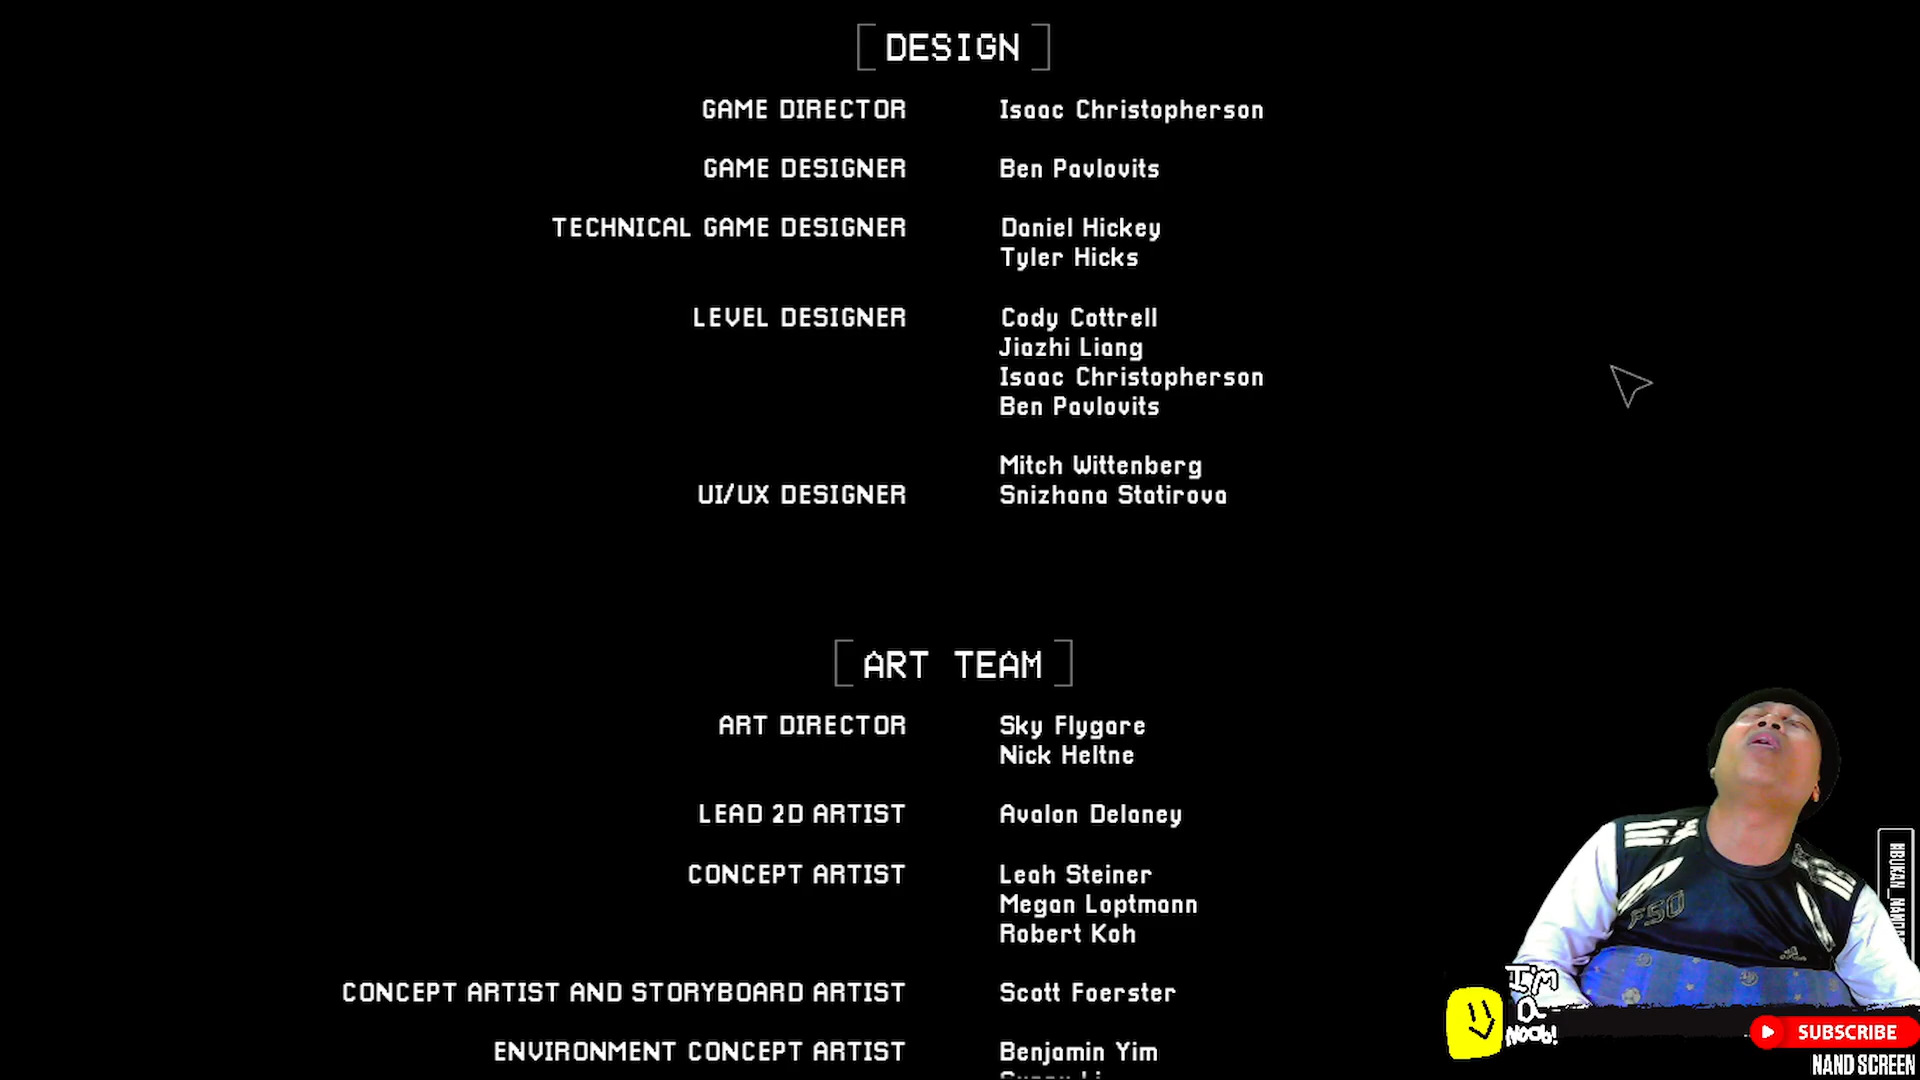 DESIGN
GAME DIRECTOR Isaac Christopherson
GAME DESIGNER Ben Pavlovits
TECHNICAL GAME DESIGNER Daniel Hickey
Tyler Hicks
LEVEL DESIGNER Cody Cottrell
Jiazhi Liang
Isaac Christopherson
Ben Pavlovits
Mitch Wittenberg
UI/UX DESIGNER Snizhana Statirova
ART TEAM
ART DIRECTOR Sky Flygare
Nick Heltne
LEAD 2D ARTIST Avalon Delaney
CONCEPT ARTIST Leah Steiner
Megan Loptmann
Robert Koh
CONCEPT ARTIST AND STORYBOARD ARTIST Scott Foerster
ENVIRONMENT CONCEPT ARTIST Benjamin Yim
FSO
I'm
a
Noob!
SUBSCRIBE
NAND SCREEN